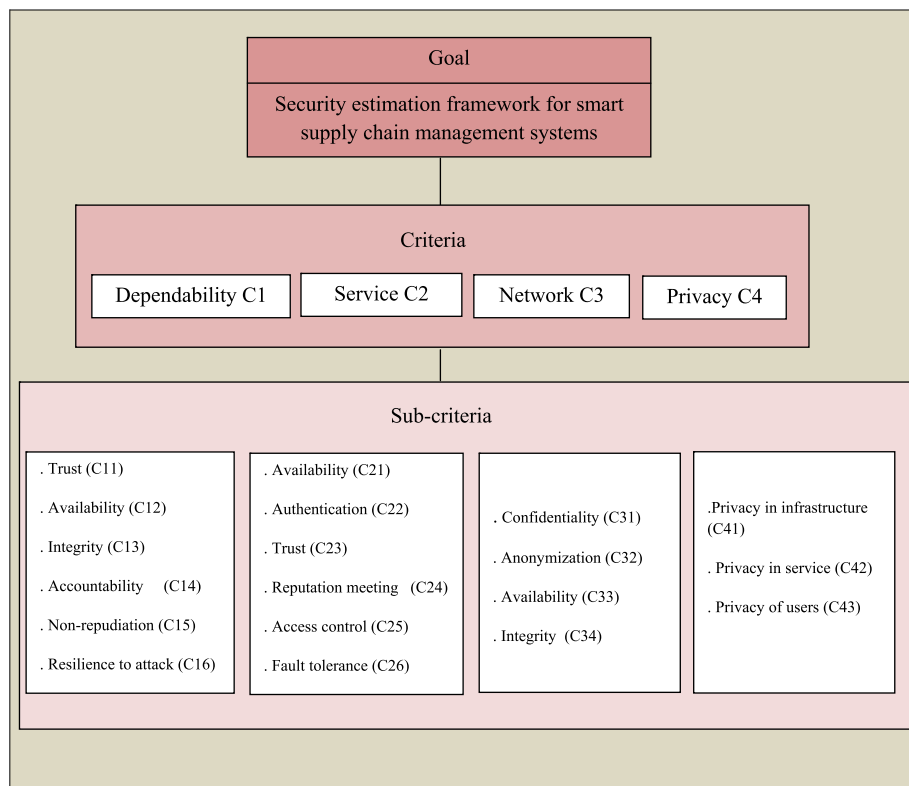 Goal
Security estimation framework for smart
supply chain management systems
Criteria
Dependability C1
Service C2
Network C3
Privacy C4
Sub-criteria
. Trust (C11)
. Availability (C12)
. Integrity (C13)
. Accountability (C14)
. Non-repudiation (C15)
. Resilience to attack (C16)
. Availability (C21)
. Authentication (C22)
. Trust (C23)
. Reputation meeting (C24)
. Access control (C25)
. Fault tolerance (C26)
. Confidentiality (C31)
. Anonymization (C32)
. Availability (C33)
. Integrity (C34)
.Privacy in infrastructure
(C41)
. Privacy in service (C42)
. Privacy of users (C43)